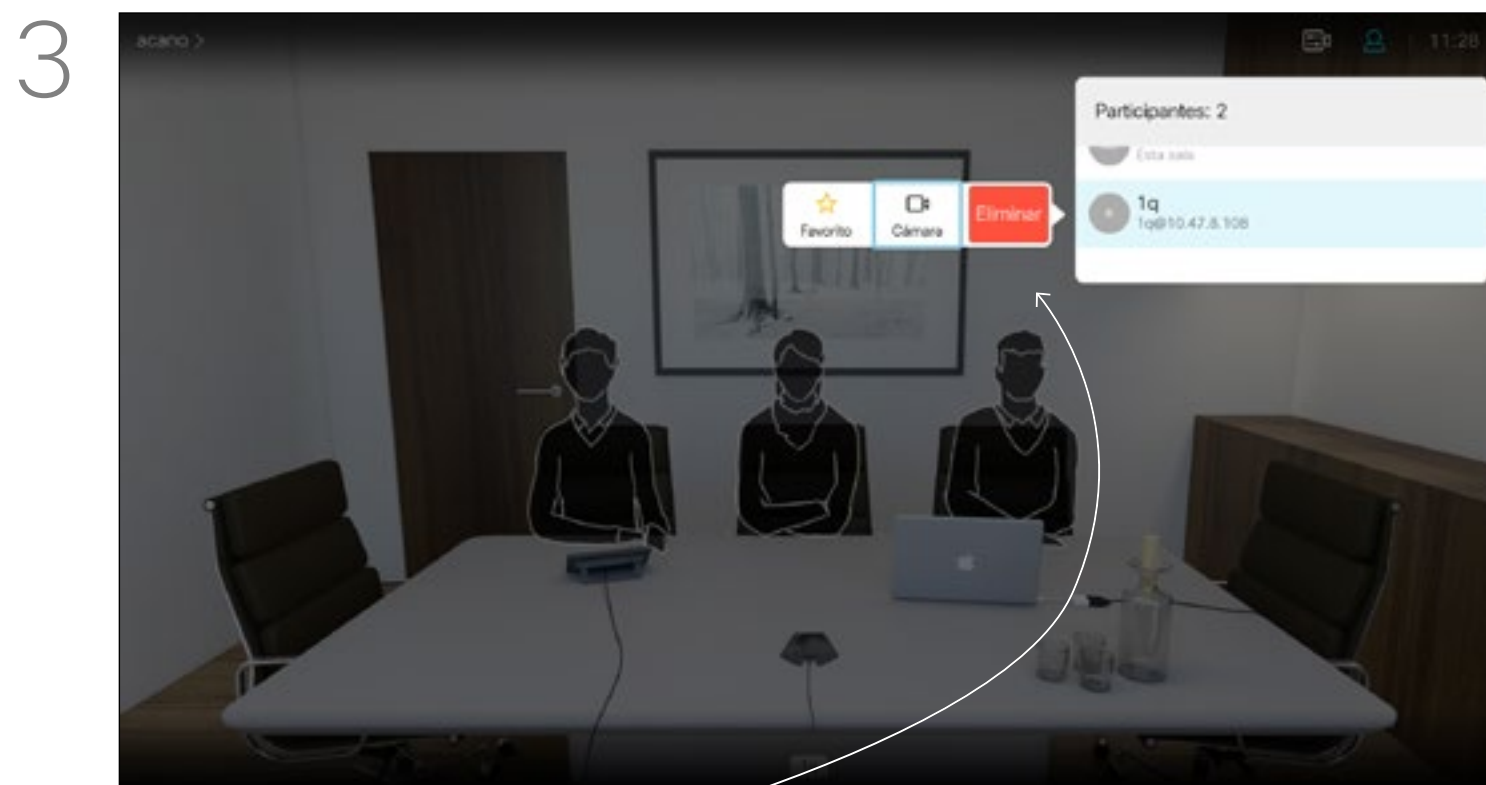 3
acano >
11:28
Participantes: 2
Esta sala
1q
1q@10.47.8.108
Favorito
Cámara
Eliminar